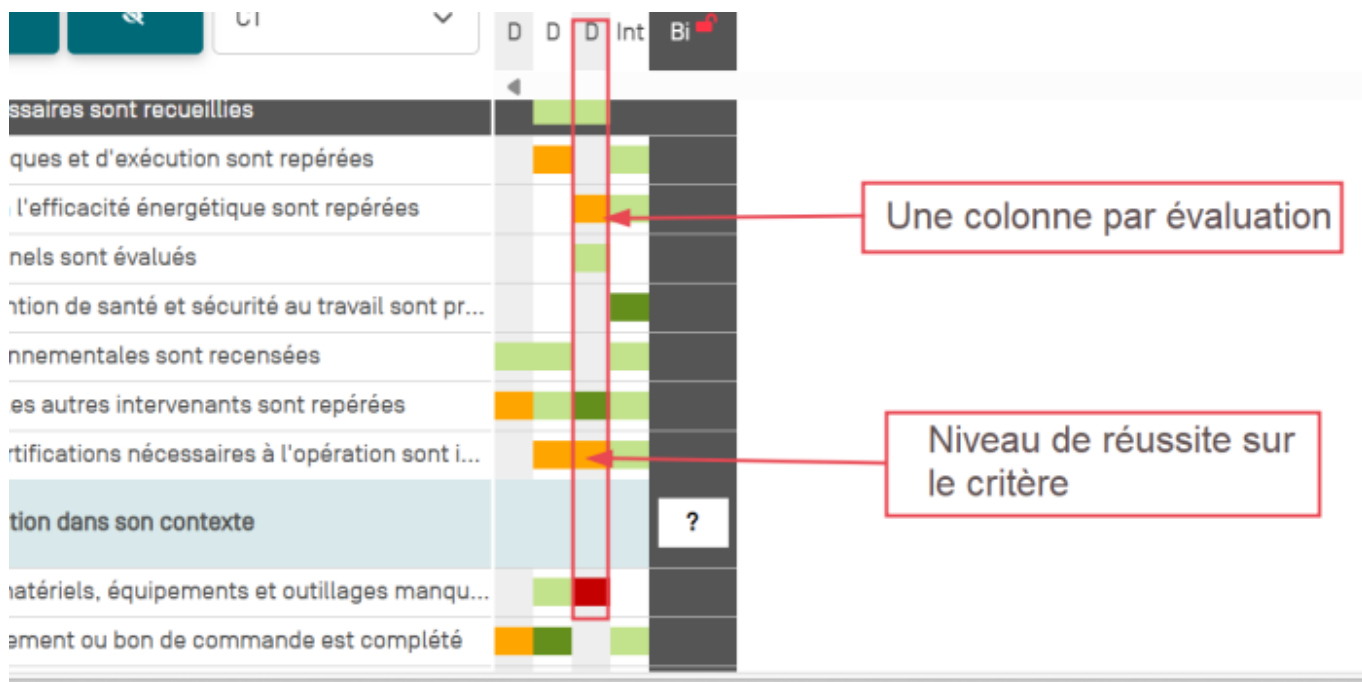 CT
D D D Int Bi
ssaires sont recueillies
ques et d'exécution sont repérées
l'efficacité énergétique sont repérées
Une colonne par évaluation
nels sont évalués
ntion de santé et sécurité au travail sont pr...
nnementales sont recensées
es autres intervenants sont repérées
Niveau de réussite sur
le critère
rtifications nécessaires à l'opération sont i...
tion dans son contexte
?
natériels, équipements et outillages manqu...
ement ou bon de commande est complété